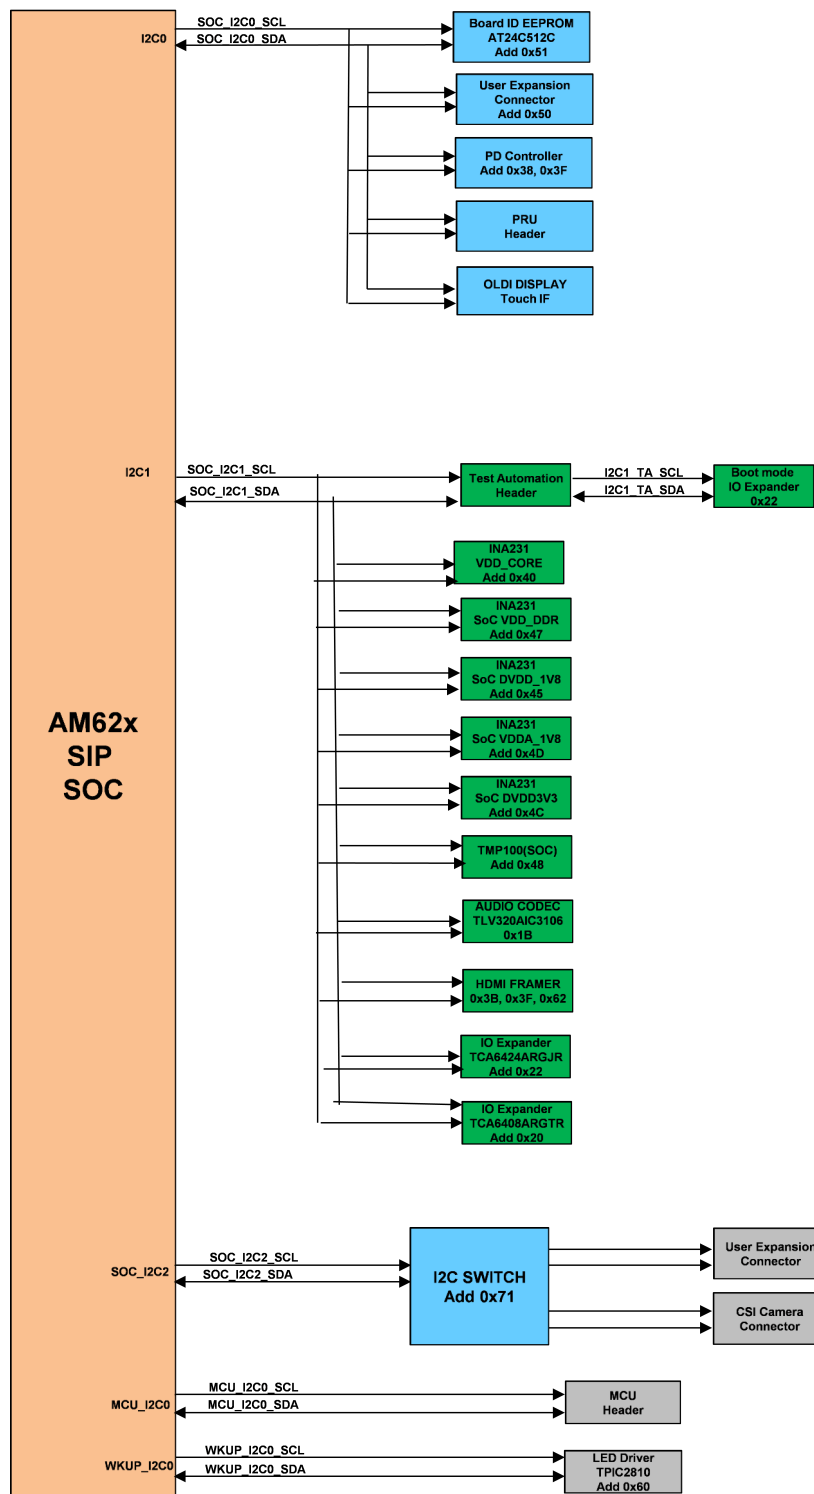 I2C0
SOC_I2C0_SCL
SOC_I2C0_SDA
Board ID EEPROM
AT24C512C
Add 0x51
User Expansion
Connector
Add 0x50
PD Controller
Add 0x38, 0x3F
PRU
Header
OLDI DISPLAY
Touch IF
I2C1
SOC_I2C1_SCL
SOC_I2C1_SDA
Test Automation
Header
I2C1_TA_SCL
I2C1_TA_SDA
Boot mode
IO Expander
0x22
INA231
VDD_CORE
Add 0x40
INA231
SoC VDD_DDR
Add 0x47
INA231
SoC DVDD_1V8
Add 0x45
INA231
SoC VDDA_1V8
Add 0x4D
INA231
SoC DVDD3V3
Add 0x4C
TMP100(SOC)
Add 0x48
AUDIO CODEC
TLV320AIC3106
0x1B
HDMI FRAMER
0x3B, 0x3F, 0x62
IO Expander
TCA6424ARGJR
Add 0x22
IO Expander
TCA6408ARGTR
Add 0x20
AM62x
SIP
SOC
SOC_I2C2
SOC_I2C2_SCL
SOC_I2C2_SDA
I2C SWITCH
Add 0x71
User Expansion
Connector
CSI Camera
Connector
MCU_I2C0
MCU_I2C0_SCL
MCU_I2C0_SDA
MCU
Header
WKUP_I2C0
WKUP_I2C0_SCL
WKUP_I2C0_SDA
LED Driver
TPIC2810
Add 0x60